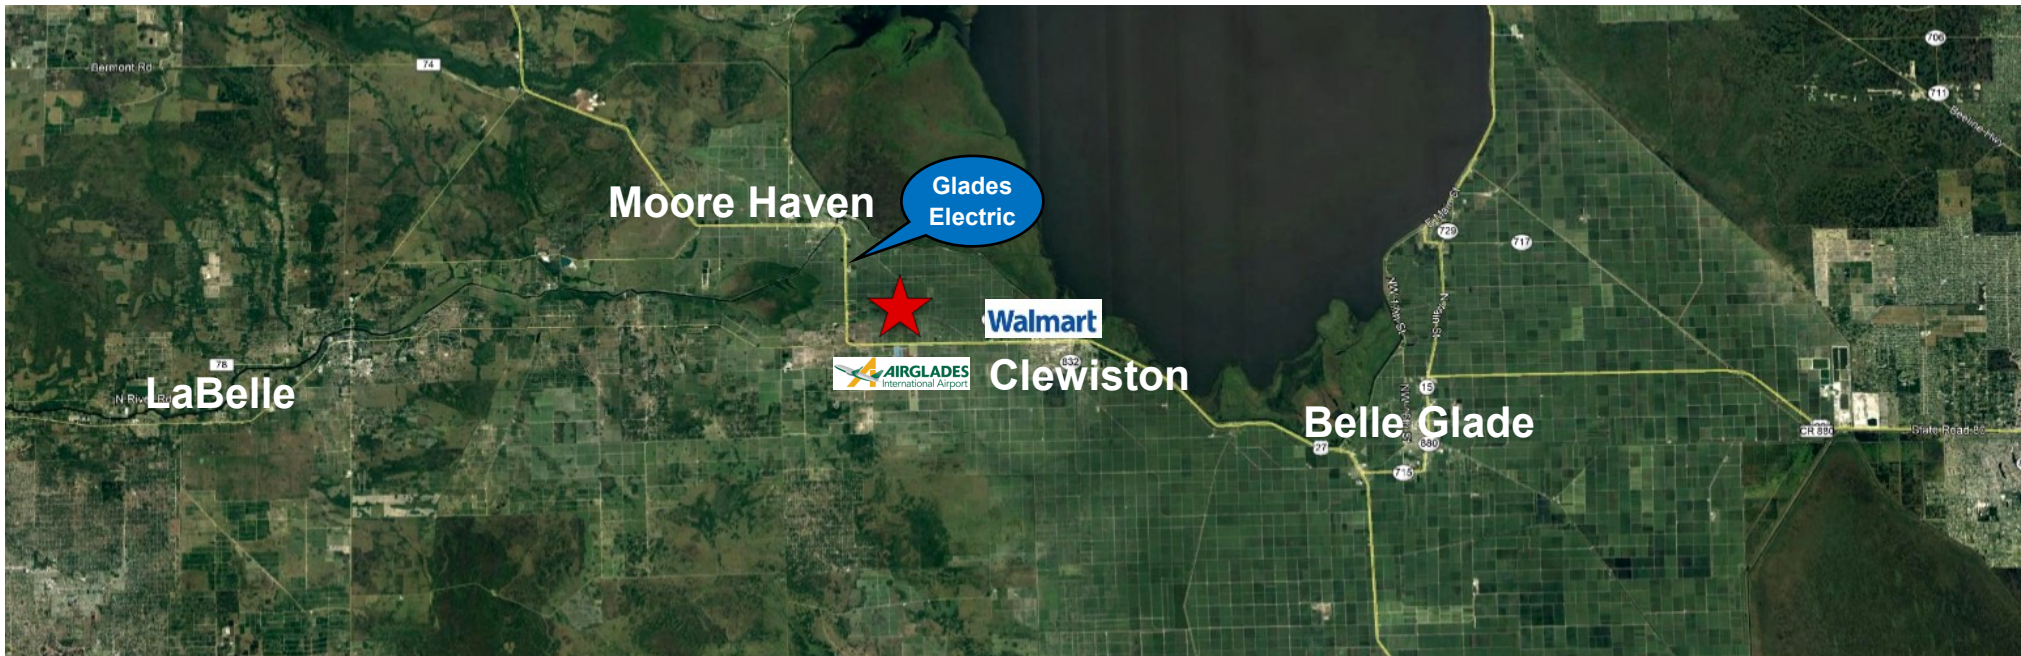 706
Bermont Rd
74
711
Beeline Hwy
Glades
Electric
Moore Haven
729
717
Walmart
832
AIRGLADES
International Airport
Clewiston
78
LaBelle
N River Rd
15
Belle Glade
27
880
715
CR 880
State Road 80